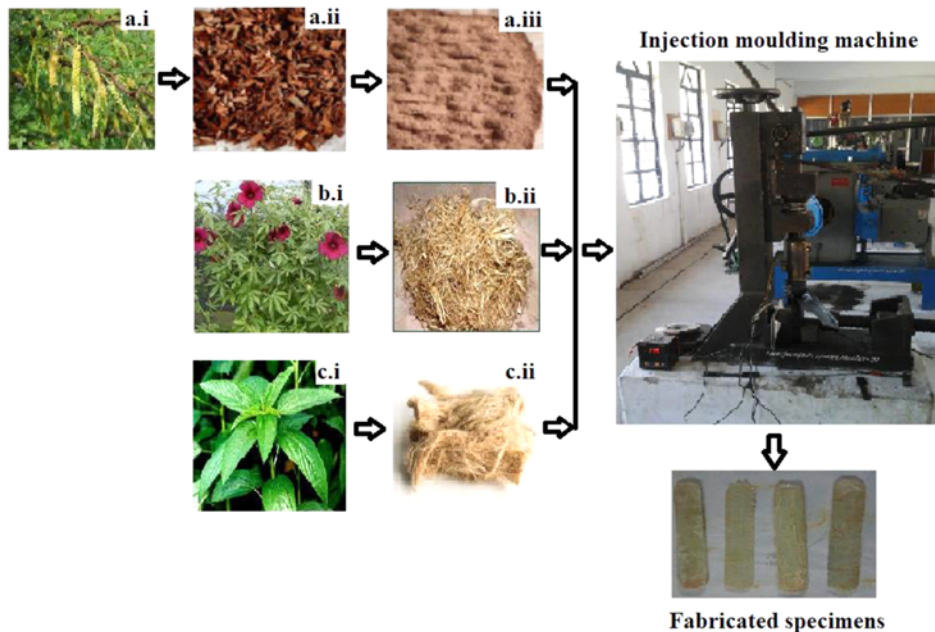 a.i
a.ii
a.iii
Injection moulding machine
b.i
b.ii
c.i
c.ii
Fabricated specimens